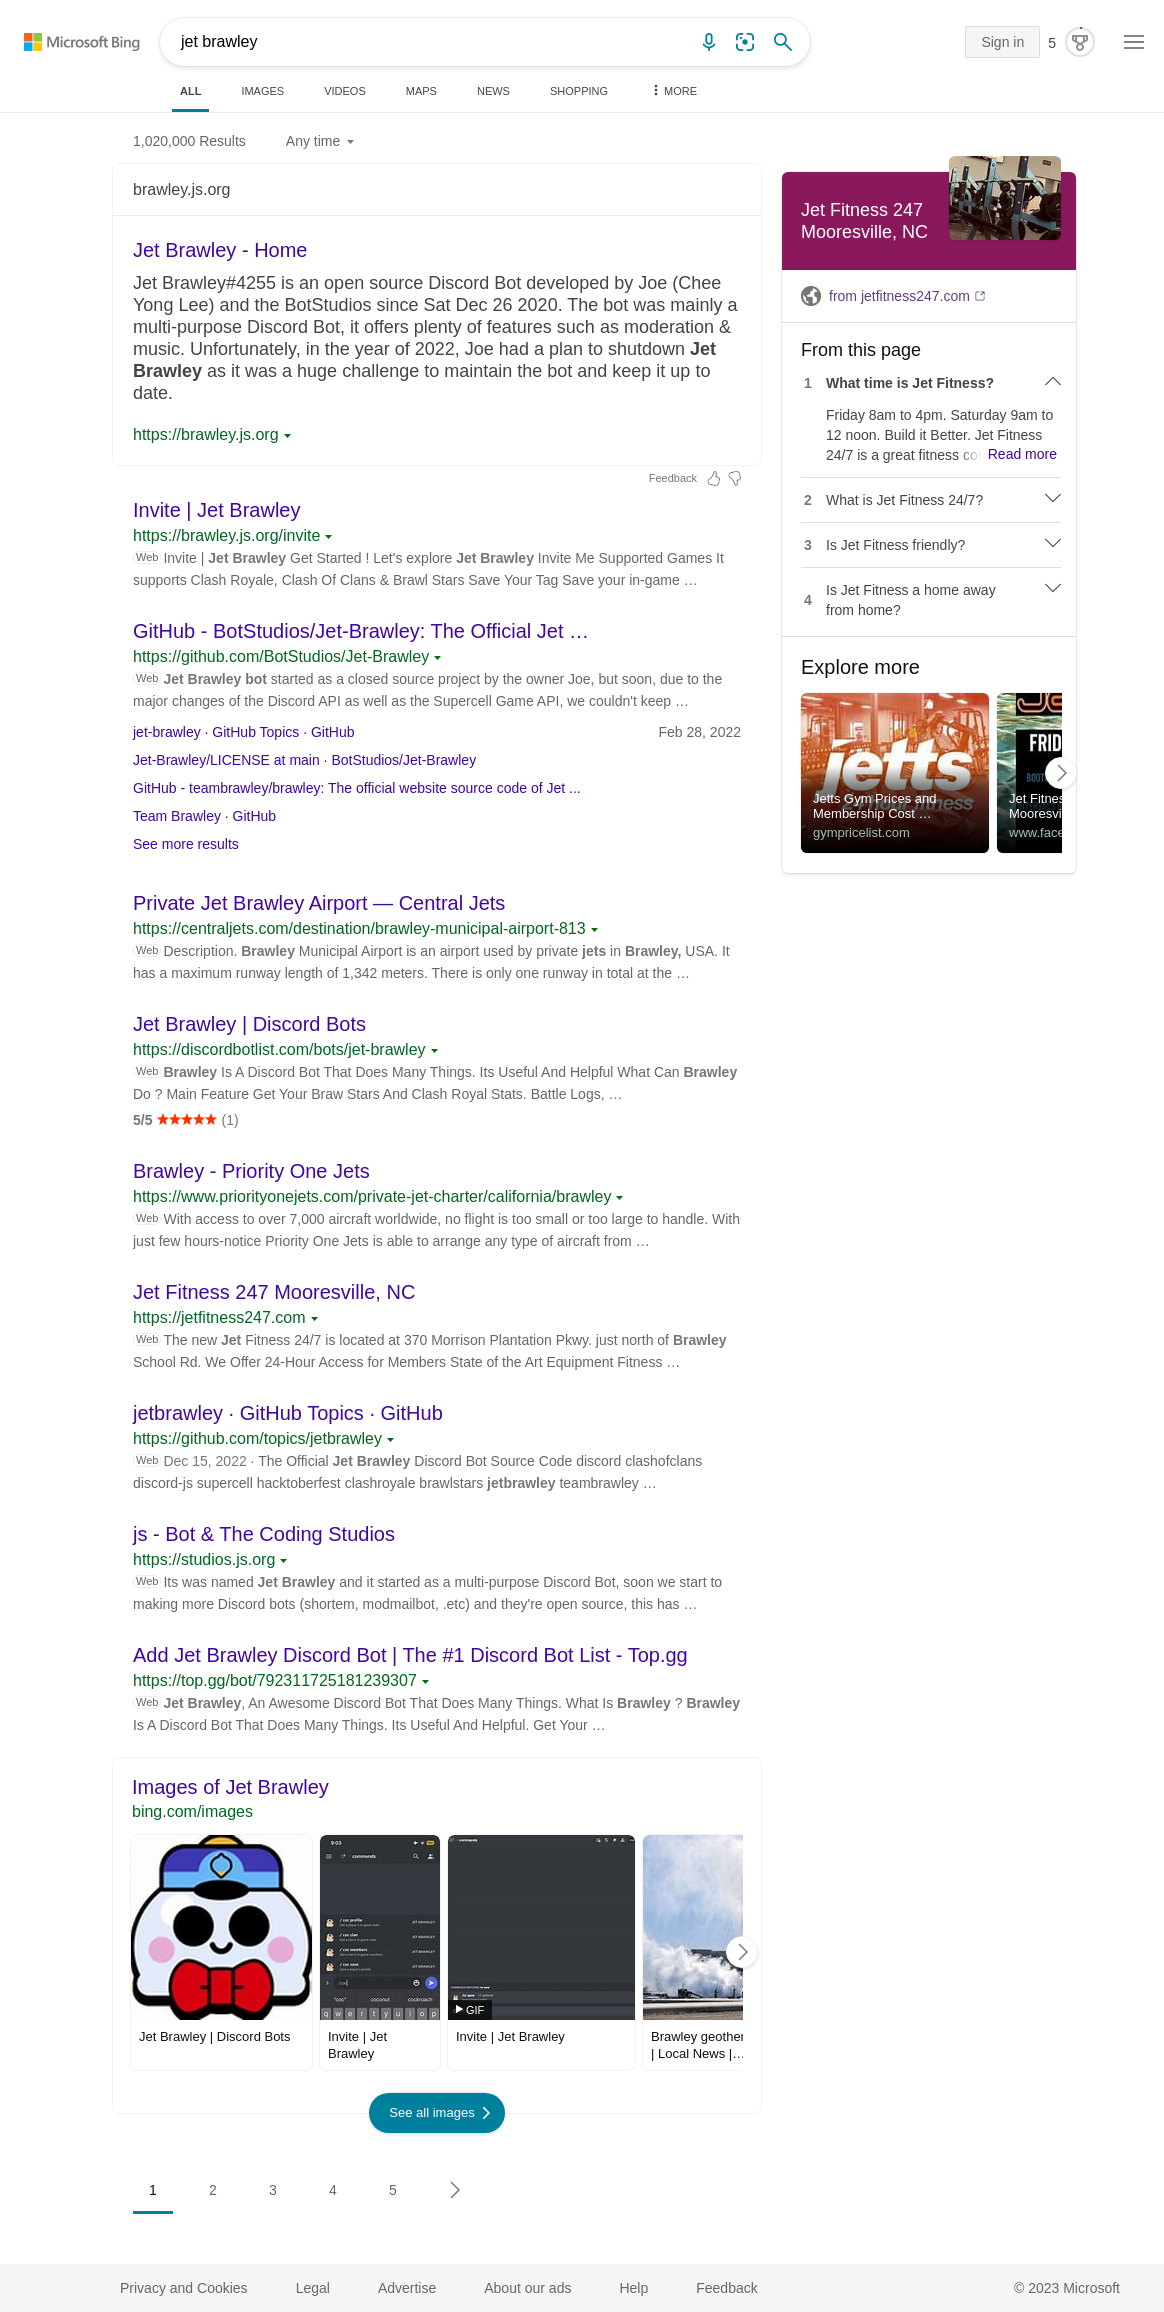 Microsoft Bing
jet brawley
Sign in
5
ALL
IMAGES
VIDEOS
MAPS
NEWS
SHOPPING
MORE
1,020,000 Results
Any time
brawley.js.org
Jet Brawley - Home
Jet Brawley#4255 is an open source Discord Bot developed by Joe (Chee
Yong Lee) and the BotStudios since Sat Dec 26 2020. The bot was mainly a
multi-purpose Discord Bot, it offers plenty of features such as moderation &
music. Unfortunately, in the year of 2022, Joe had a plan to shutdown Jet
Brawley as it was a huge challenge to maintain the bot and keep it up to
date.
https://brawley.js.org
Feedback
Invite | Jet Brawley
https://brawley.js.org/invite
Web Invite | Jet Brawley Get Started ! Let's explore Jet Brawley Invite Me Supported Games It
supports Clash Royale, Clash Of Clans & Brawl Stars Save Your Tag Save your in-game …
GitHub - BotStudios/Jet-Brawley: The Official Jet …
https://github.com/BotStudios/Jet-Brawley
Web Jet Brawley bot started as a closed source project by the owner Joe, but soon, due to the
major changes of the Discord API as well as the Supercell Game API, we couldn't keep …
jet-brawley · GitHub Topics · GitHub
Feb 28, 2022
Jet-Brawley/LICENSE at main · BotStudios/Jet-Brawley
GitHub - teambrawley/brawley: The official website source code of Jet ...
Team Brawley · GitHub
See more results
Private Jet Brawley Airport — Central Jets
https://centraljets.com/destination/brawley-municipal-airport-813
Web Description. Brawley Municipal Airport is an airport used by private jets in Brawley, USA. It
has a maximum runway length of 1,342 meters. There is only one runway in total at the …
Jet Brawley | Discord Bots
https://discordbotlist.com/bots/jet-brawley
Web Brawley Is A Discord Bot That Does Many Things. Its Useful And Helpful What Can Brawley
Do ? Main Feature Get Your Braw Stars And Clash Royal Stats. Battle Logs, …
5/5 ★★★★★ (1)
Brawley - Priority One Jets
https://www.priorityonejets.com/private-jet-charter/california/brawley
Web With access to over 7,000 aircraft worldwide, no flight is too small or too large to handle. With
just few hours-notice Priority One Jets is able to arrange any type of aircraft from …
Jet Fitness 247 Mooresville, NC
https://jetfitness247.com
Web The new Jet Fitness 24/7 is located at 370 Morrison Plantation Pkwy. just north of Brawley
School Rd. We Offer 24-Hour Access for Members State of the Art Equipment Fitness …
jetbrawley · GitHub Topics · GitHub
https://github.com/topics/jetbrawley
Web Dec 15, 2022 · The Official Jet Brawley Discord Bot Source Code discord clashofclans
discord-js supercell hacktoberfest clashroyale brawlstars jetbrawley teambrawley …
js - Bot & The Coding Studios
https://studios.js.org
Web Its was named Jet Brawley and it started as a multi-purpose Discord Bot, soon we start to
making more Discord bots (shortem, modmailbot, .etc) and they're open source, this has …
Add Jet Brawley Discord Bot | The #1 Discord Bot List - Top.gg
https://top.gg/bot/792311725181239307
Web Jet Brawley, An Awesome Discord Bot That Does Many Things. What Is Brawley ? Brawley
Is A Discord Bot That Does Many Things. Its Useful And Helpful. Get Your …
Images of Jet Brawley
bing.com/images
9:03
commands
/ coc profile
JET BRAWLEY
/ coc clan
JET BRAWLEY
/ coc members
JET BRAWLEY
/ coc save
JET BRAWLEY
/coc
"coc" coconut cockroach
q w e r t y u i o p
commands
GIF
Jet Brawley | Discord Bots
Invite | Jet
Brawley
Invite | Jet Brawley
Brawley geother
| Local News |…
See all images
1
2
3
4
5
Jet Fitness 247
Mooresville, NC
from jetfitness247.com
From this page
1 What time is Jet Fitness?
Friday 8am to 4pm. Saturday 9am to
12 noon. Build it Better. Jet Fitness
24/7 is a great fitness co Read more
2 What is Jet Fitness 24/7?
3 Is Jet Fitness friendly?
4 Is Jet Fitness a home away
from home?
Explore more
jetts
24 hour fitness
Jetts Gym Prices and
Membership Cost …
gympricelist.com
FRID
BOOT
Jet Fitnes
Mooresvi
www.face
Privacy and Cookies
Legal
Advertise
About our ads
Help
Feedback
© 2023 Microsoft